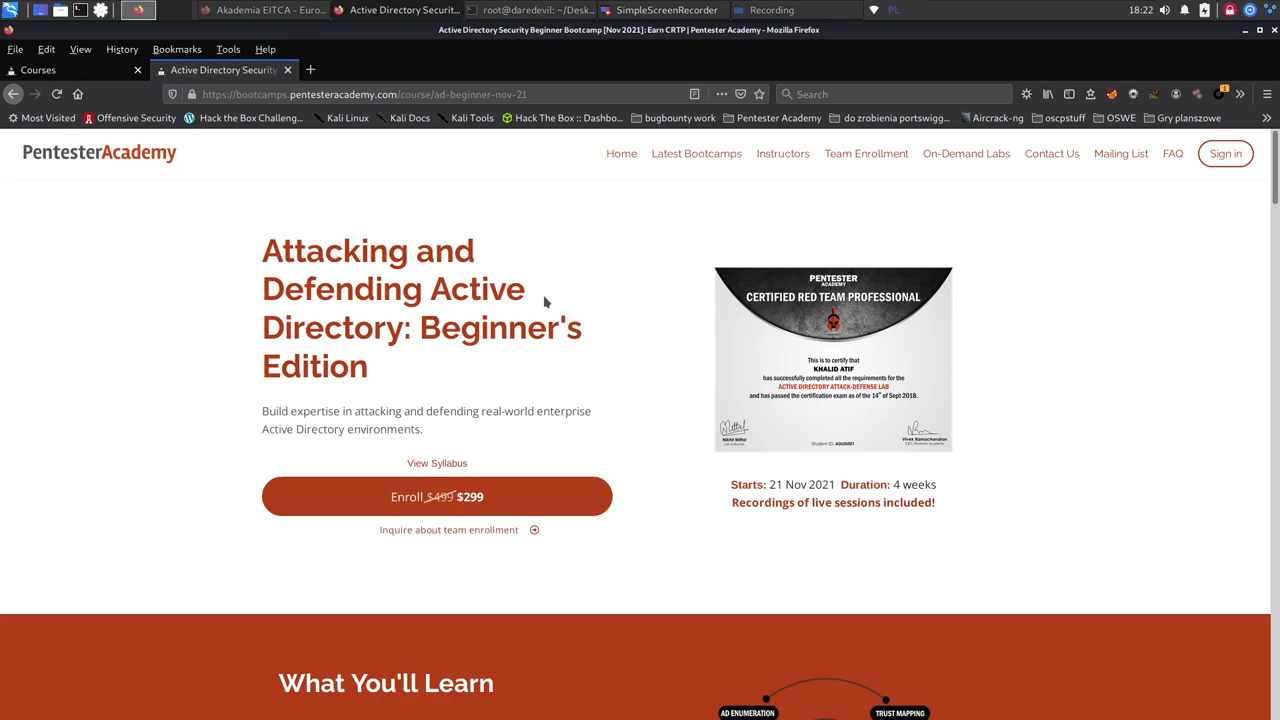 Akademia EITCA - Euro...
Active Directory Securit...
root@daredevil: ~/Desk...
SimpleScreenRecorder
Recording
PL
18:22
Active Directory Security Beginner Bootcamp [Nov 2021]: Earn CRTP | Pentester Academy - Mozilla Firefox
File Edit View History Bookmarks Tools Help
Courses
Active Directory Security
https://bootcamps.pentesteracademy.com/course/ad-beginner-nov-21
Search
1
Most Visited
Offensive Security
Hack the Box Challeng...
Kali Linux
Kali Docs
Kali Tools
Hack The Box :: Dashbo...
bugbounty work
Pentester Academy
do zrobienia portswigg...
Aircrack-ng
oscpstuff
OSWE
Gry planszowe
PentesterAcademy
Home Latest Bootcamps Instructors Team Enrollment On-Demand Labs Contact Us Mailing List FAQ Sign in
Attacking and
Defending Active
Directory: Beginner's
Edition
Build expertise in attacking and defending real-world enterprise
Active Directory environments.
View Syllabus
Enroll $499 $299
Inquire about team enrollment
PENTESTER
ACADEMY
CERTIFIED RED TEAM PROFESSIONAL
This is to certify that
KHALID ATIF
has successfully completed all the requirements for the
ACTIVE DIRECTORY ATTACK-DEFENSE LAB
and has passed the certification exam as of the 14th of Sept 2018.
Nikhil Mittal
Vivek Ramachandran
CEO, Pentester Academy
Student ID: ADLID001
Starts: 21 Nov 2021 Duration: 4 weeks
Recordings of live sessions included!
What You'll Learn
AD ENUMERATION
TRUST MAPPING